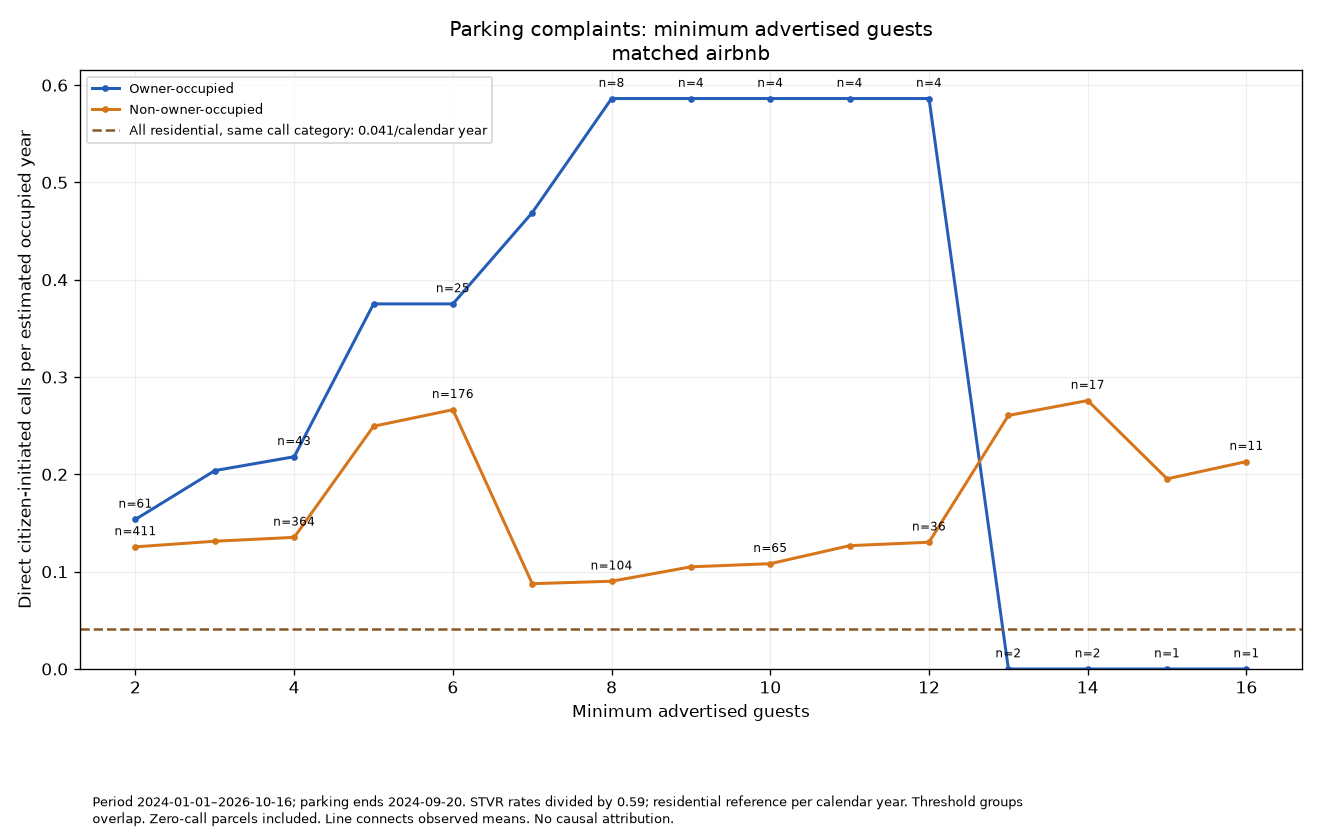 Parking complaints: minimum advertised guests
matched airbnb
Owner-occupied
Non-owner-occupied
All residential, same call category: 0.041/calendar year
Direct citizen-initiated calls per estimated occupied year
0.6
0.5
0.4
0.3
0.2
0.1
0.0
n=8
n=4
n=4
n=4
n=4
n=25
n=43
n=61
n=2
n=2
n=1
n=1
n=411
n=364
n=176
n=104
n=65
n=36
n=17
n=11
2
4
6
8
10
12
14
16
Minimum advertised guests
Period 2024-01-01–2026-10-16; parking ends 2024-09-20. STVR rates divided by 0.59; residential reference per calendar year. Threshold groups
overlap. Zero-call parcels included. Line connects observed means. No causal attribution.